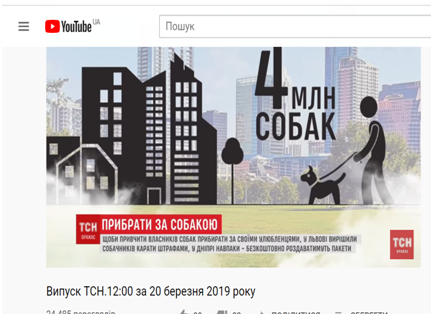 YouTube UA
Пошук
4 МЛН
СОБАК
ТСН
ПРИБРАТИ ЗА СОБАКОЮ
ЩОБИ ПРИВЧИТИ ВЛАСНИКІВ СОБАК ПРИБИРАТИ ЗА СВОЇМИ УЛЮБЛЕНЦЯМИ, У ЛЬВОВІ ВИРІШИЛИ
СОБАЧНИКІВ КАРАТИ ШТРАФАМИ, У ДНІПРІ НАВПАКИ – БЕЗКОШТОВНО РОЗДАВАТИМУТЬ ПАКЕТИ
ТСН
Випуск ТСН.12:00 за 20 березня 2019 року